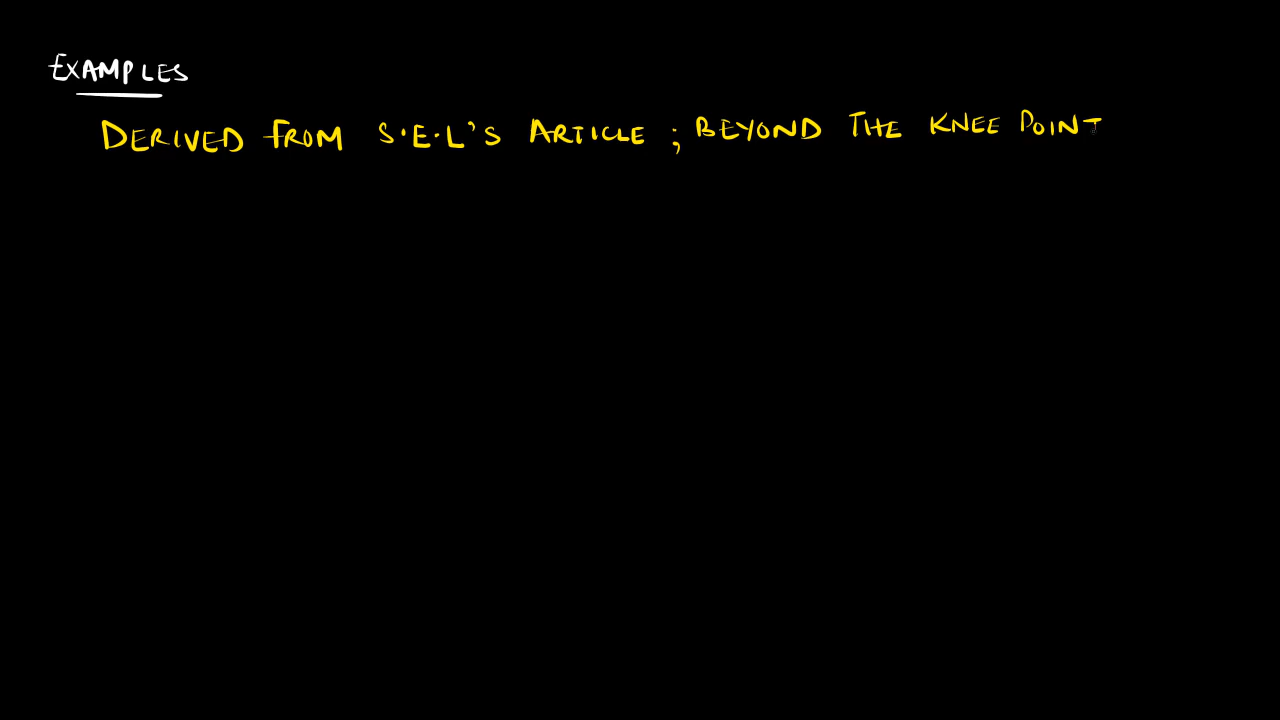 EXAMPLES
DERIVED FROM S.E.L'S ARTICLE ; BEYOND THE KNEE POINT